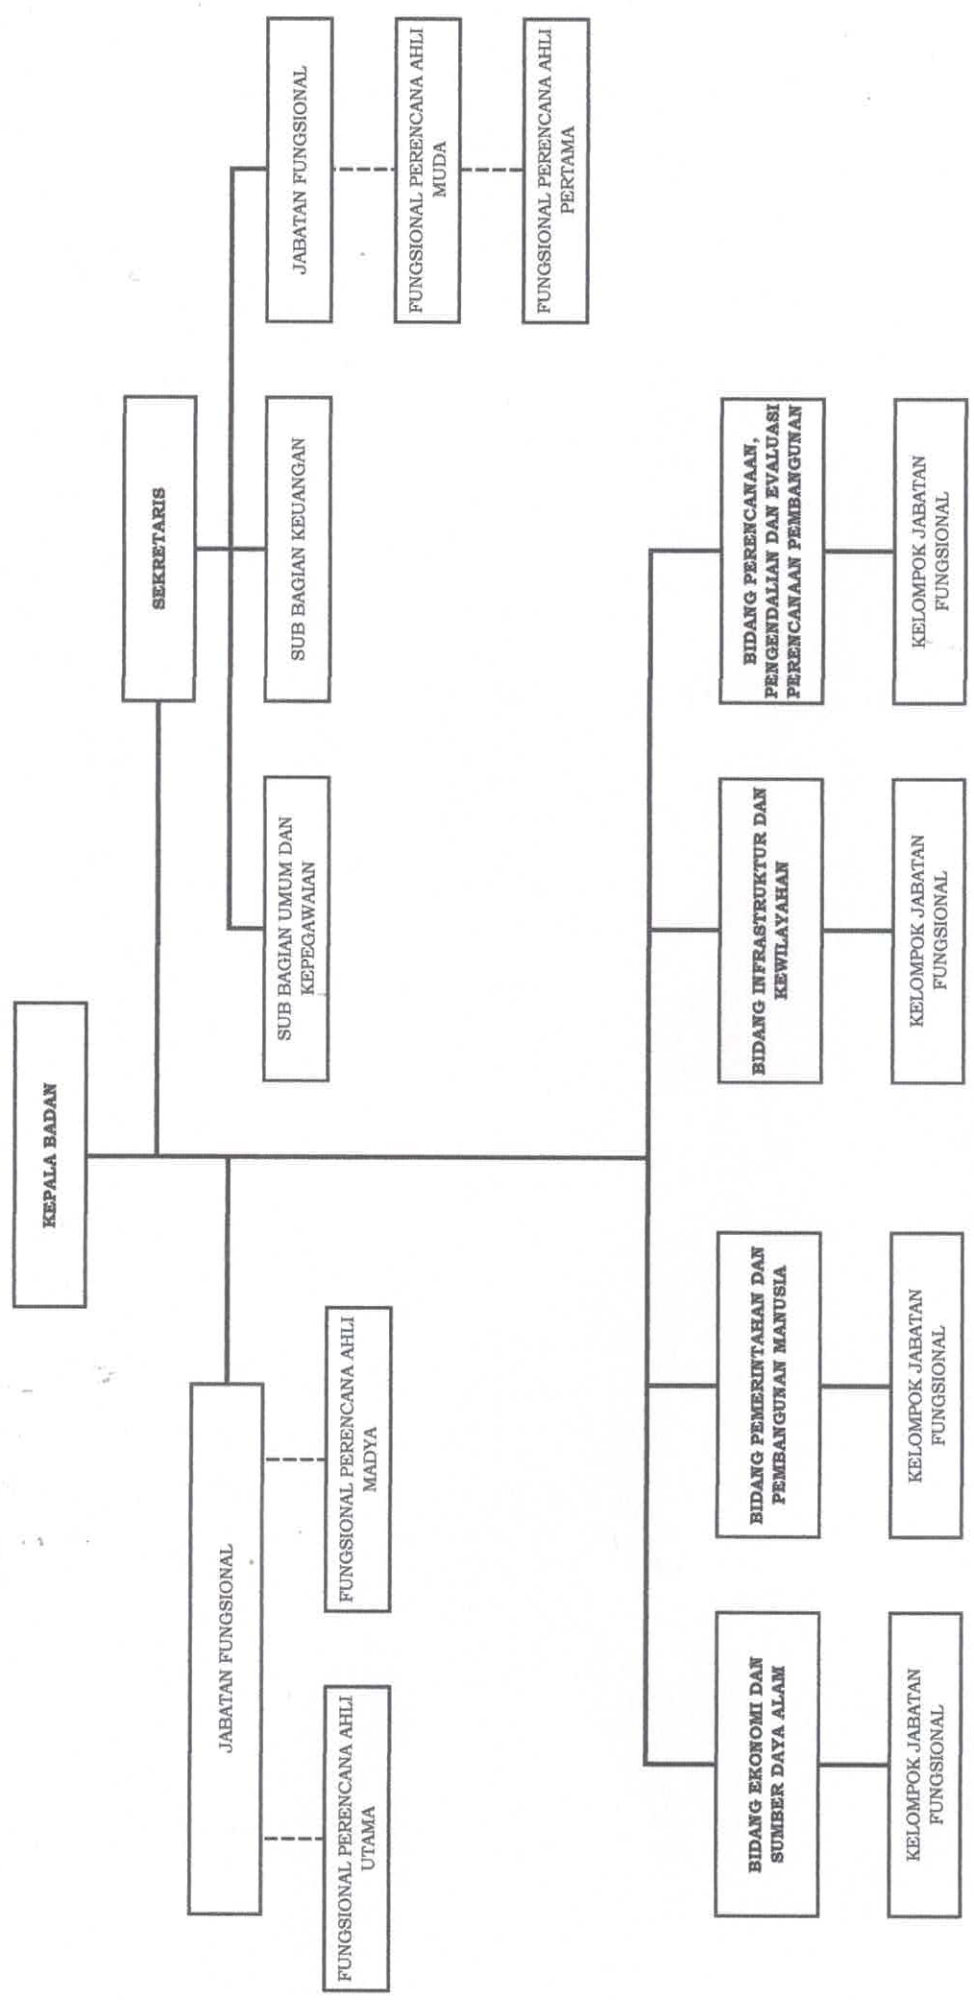 KEPALA BADAN
SEKRETARIS
JABATAN FUNGSIONAL
SUB BAGIAN UMUM DAN
KEPEGAWAIAN
SUB BAGIAN KEUANGAN
JABATAN FUNGSIONAL
FUNGSIONAL PERENCANA AHLI
UTAMA
FUNGSIONAL PERENCANA AHLI
MADYA
FUNGSIONAL PERENCANA AHLI
MUDA
FUNGSIONAL PERENCANA AHLI
PERTAMA
BIDANG EKONOMI DAN
SUMBER DAYA ALAM
BIDANG PEMERINTAHAN DAN
PEMBANGUNAN MANUSIA
BIDANG INFRASTRUKTUR DAN
KEWILAYAHAN
BIDANG PERENCANAAN,
PENGENDALIAN DAN EVALUASI
PERENCANAAN PEMBANGUNAN
KELOMPOK JABATAN
FUNGSIONAL
KELOMPOK JABATAN
FUNGSIONAL
KELOMPOK JABATAN
FUNGSIONAL
KELOMPOK JABATAN
FUNGSIONAL